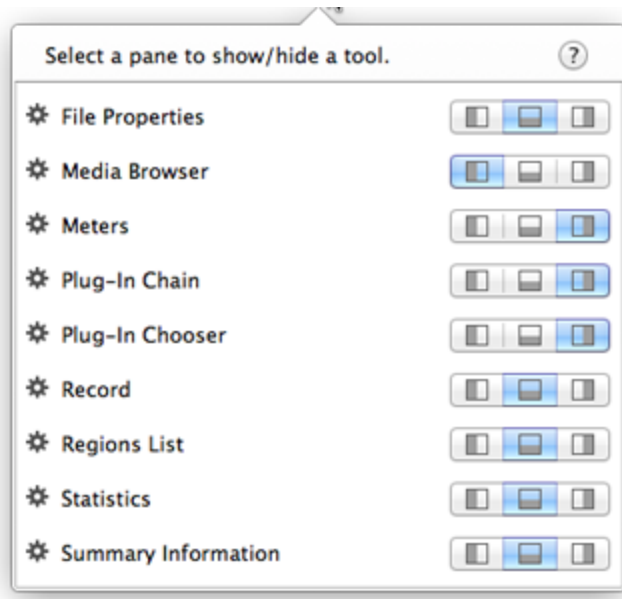 Select a pane to show/hide a tool.
?
File Properties
Media Browser
Meters
Plug-In Chain
Plug-In Chooser
Record
Regions List
Statistics
Summary Information